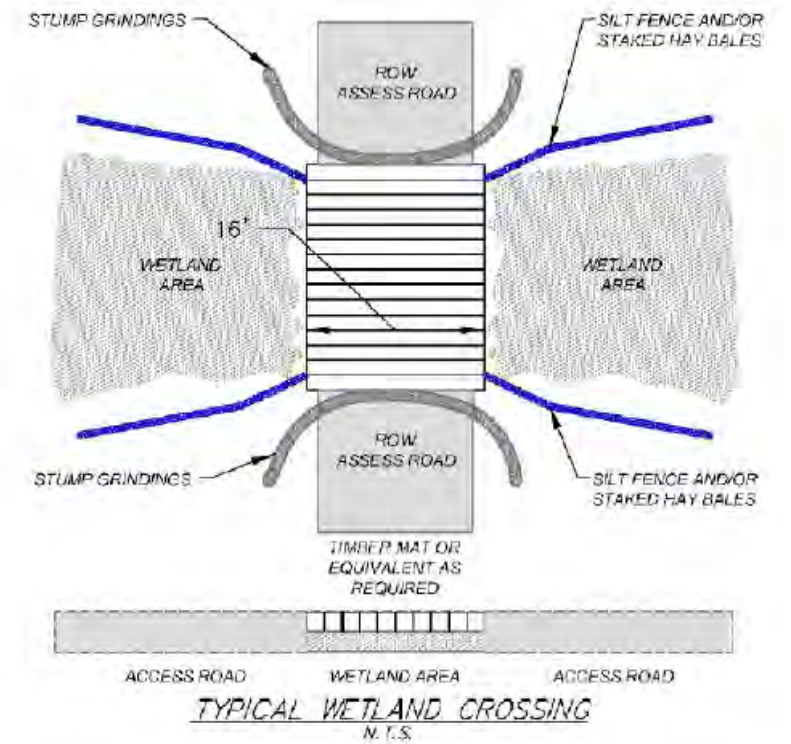 STUMP GRINDINGS
SILT FENCE AND/OR
STAKED HAY BALES
ROW
ASSESS ROAD
16'
WETLAND
AREA
WETLAND
AREA
ROW
ASSESS ROAD
STUMP GRINDINGS
SILT FENCE AND/OR
STAKED HAY BALES
TIMBER MAT OR
EQUIVALENT AS
REQUIRED
ACCESS ROAD
WETLAND AREA
ACCESS ROAD
TYPICAL WETLAND CROSSING
N.T.S.